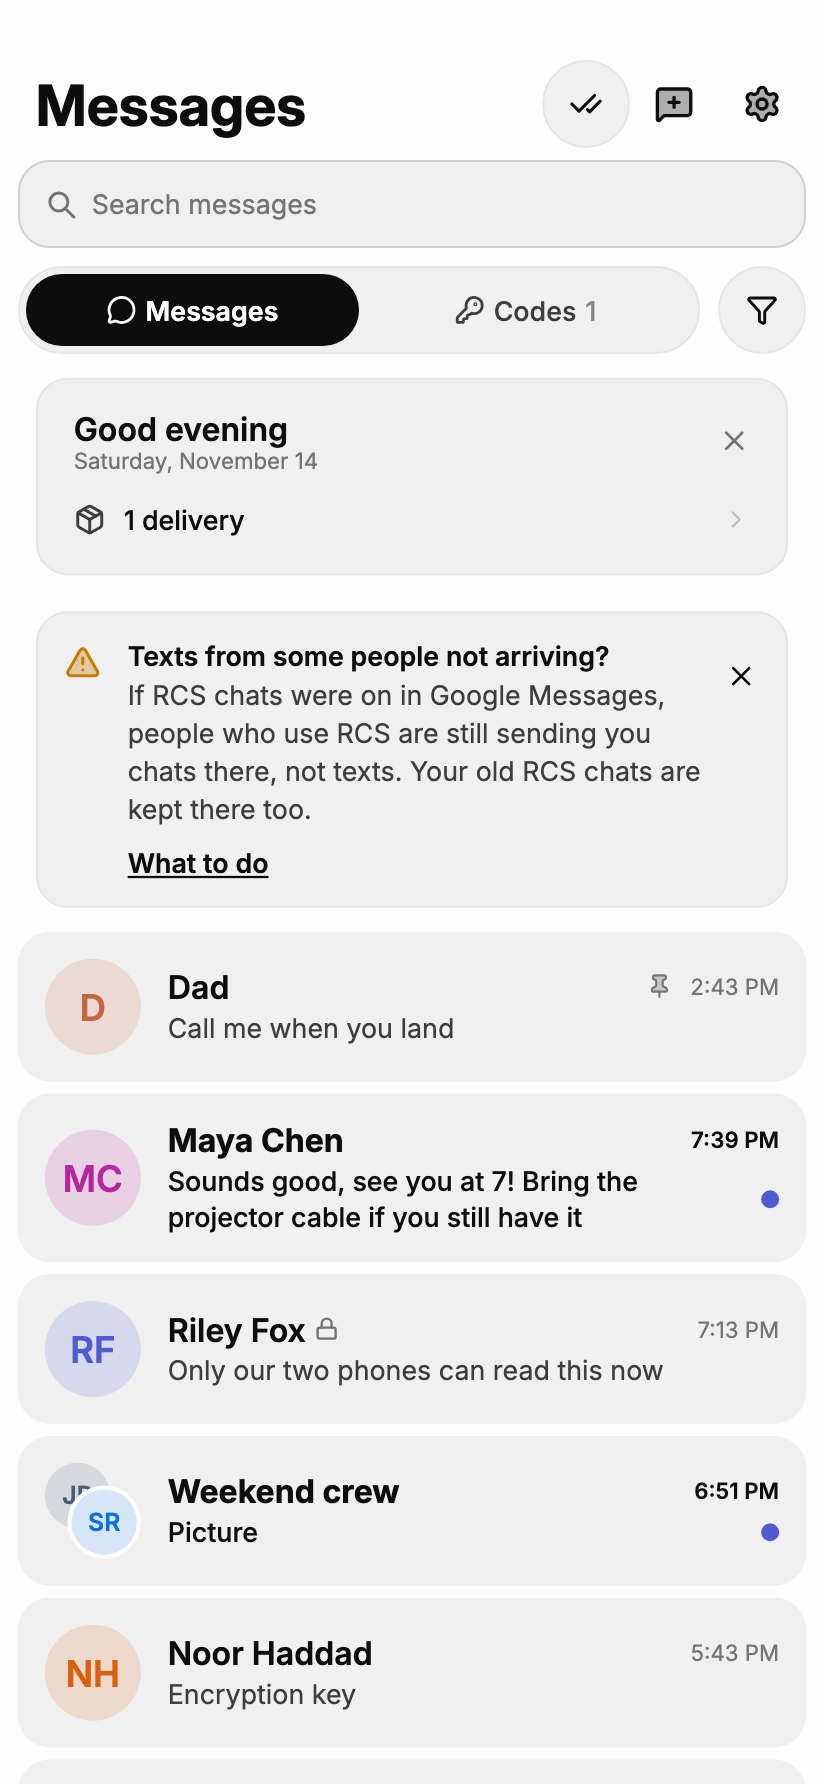 Messages
Search messages
Messages
Codes 1
Good evening
Saturday, November 14
1 delivery
Texts from some people not arriving?
If RCS chats were on in Google Messages,
people who use RCS are still sending you
chats there, not texts. Your old RCS chats are
kept there too.
What to do
D
Dad
2:43 PM
Call me when you land
MC
Maya Chen
7:39 PM
Sounds good, see you at 7! Bring the
projector cable if you still have it
RF
Riley Fox
7:13 PM
Only our two phones can read this now
SR
Weekend crew
6:51 PM
Picture
NH
Noor Haddad
5:43 PM
Encryption key